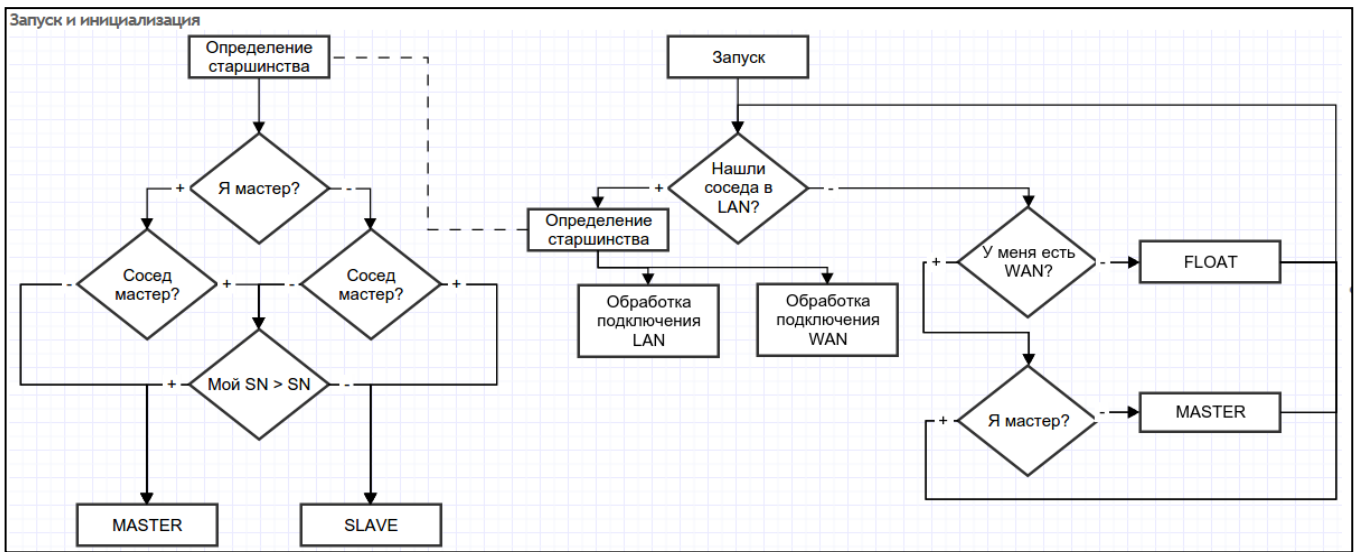 Запуск и инициализация
Определение
старшинства
Я мастер?
+
-
Сосед
мастер?
-
+
Сосед
мастер?
-
+
Мой SN > SN
+
-
MASTER
SLAVE
Запуск
Нашли
соседа в
LAN?
+
-
Определение
старшинства
Обработка
подключения
LAN
Обработка
подключения
WAN
У меня есть
WAN?
+
-
FLOAT
Я мастер?
+
-
MASTER